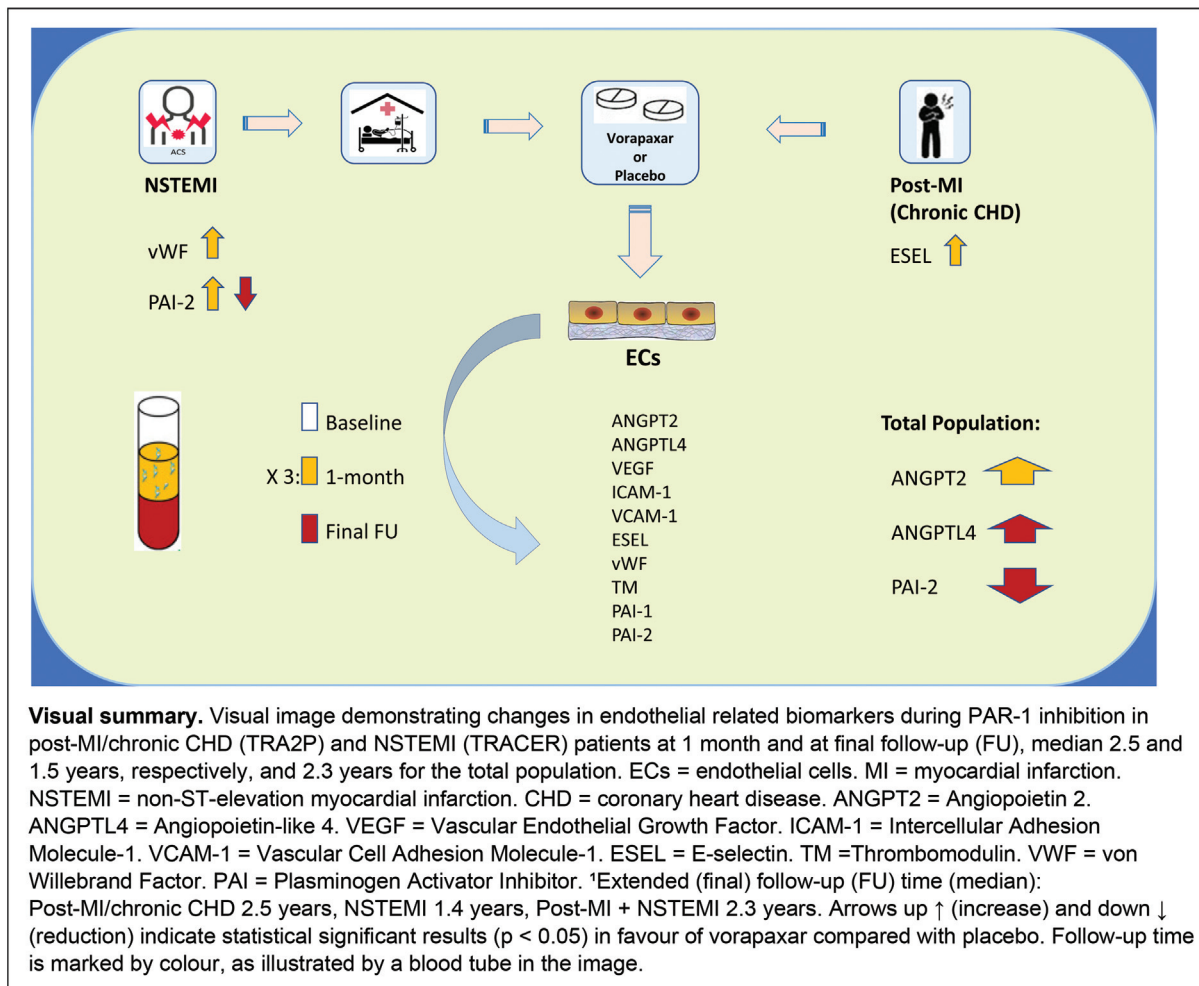 ACS
NSTEMI
Vorapaxar
or
Placebo
Post-MI
(Chronic CHD)
vWF
PAI-2
ESEL
ECs
Baseline
X 3:
1-month
Final FU
ANGPT2
ANGPTL4
VEGF
ICAM-1
VCAM-1
ESEL
vWF
TM
PAI-1
PAI-2
Total Population:
ANGPT2
ANGPTL4
PAI-2
Visual summary. Visual image demonstrating changes in endothelial related biomarkers during PAR-1 inhibition in
post-MI/chronic CHD (TRA2P) and NSTEMI (TRACER) patients at 1 month and at final follow-up (FU), median 2.5 and
1.5 years, respectively, and 2.3 years for the total population. ECs = endothelial cells. MI = myocardial infarction.
NSTEMI = non-ST-elevation myocardial infarction. CHD = coronary heart disease. ANGPT2 = Angiopoietin 2.
ANGPTL4 = Angiopoietin-like 4. VEGF = Vascular Endothelial Growth Factor. ICAM-1 = Intercellular Adhesion
Molecule-1. VCAM-1 = Vascular Cell Adhesion Molecule-1. ESEL = E-selectin. TM =Thrombomodulin. VWF = von
Willebrand Factor. PAI = Plasminogen Activator Inhibitor. ¹Extended (final) follow-up (FU) time (median):
Post-MI/chronic CHD 2.5 years, NSTEMI 1.4 years, Post-MI + NSTEMI 2.3 years. Arrows up ↑ (increase) and down ↓
(reduction) indicate statistical significant results (p < 0.05) in favour of vorapaxar compared with placebo. Follow-up time
is marked by colour, as illustrated by a blood tube in the image.